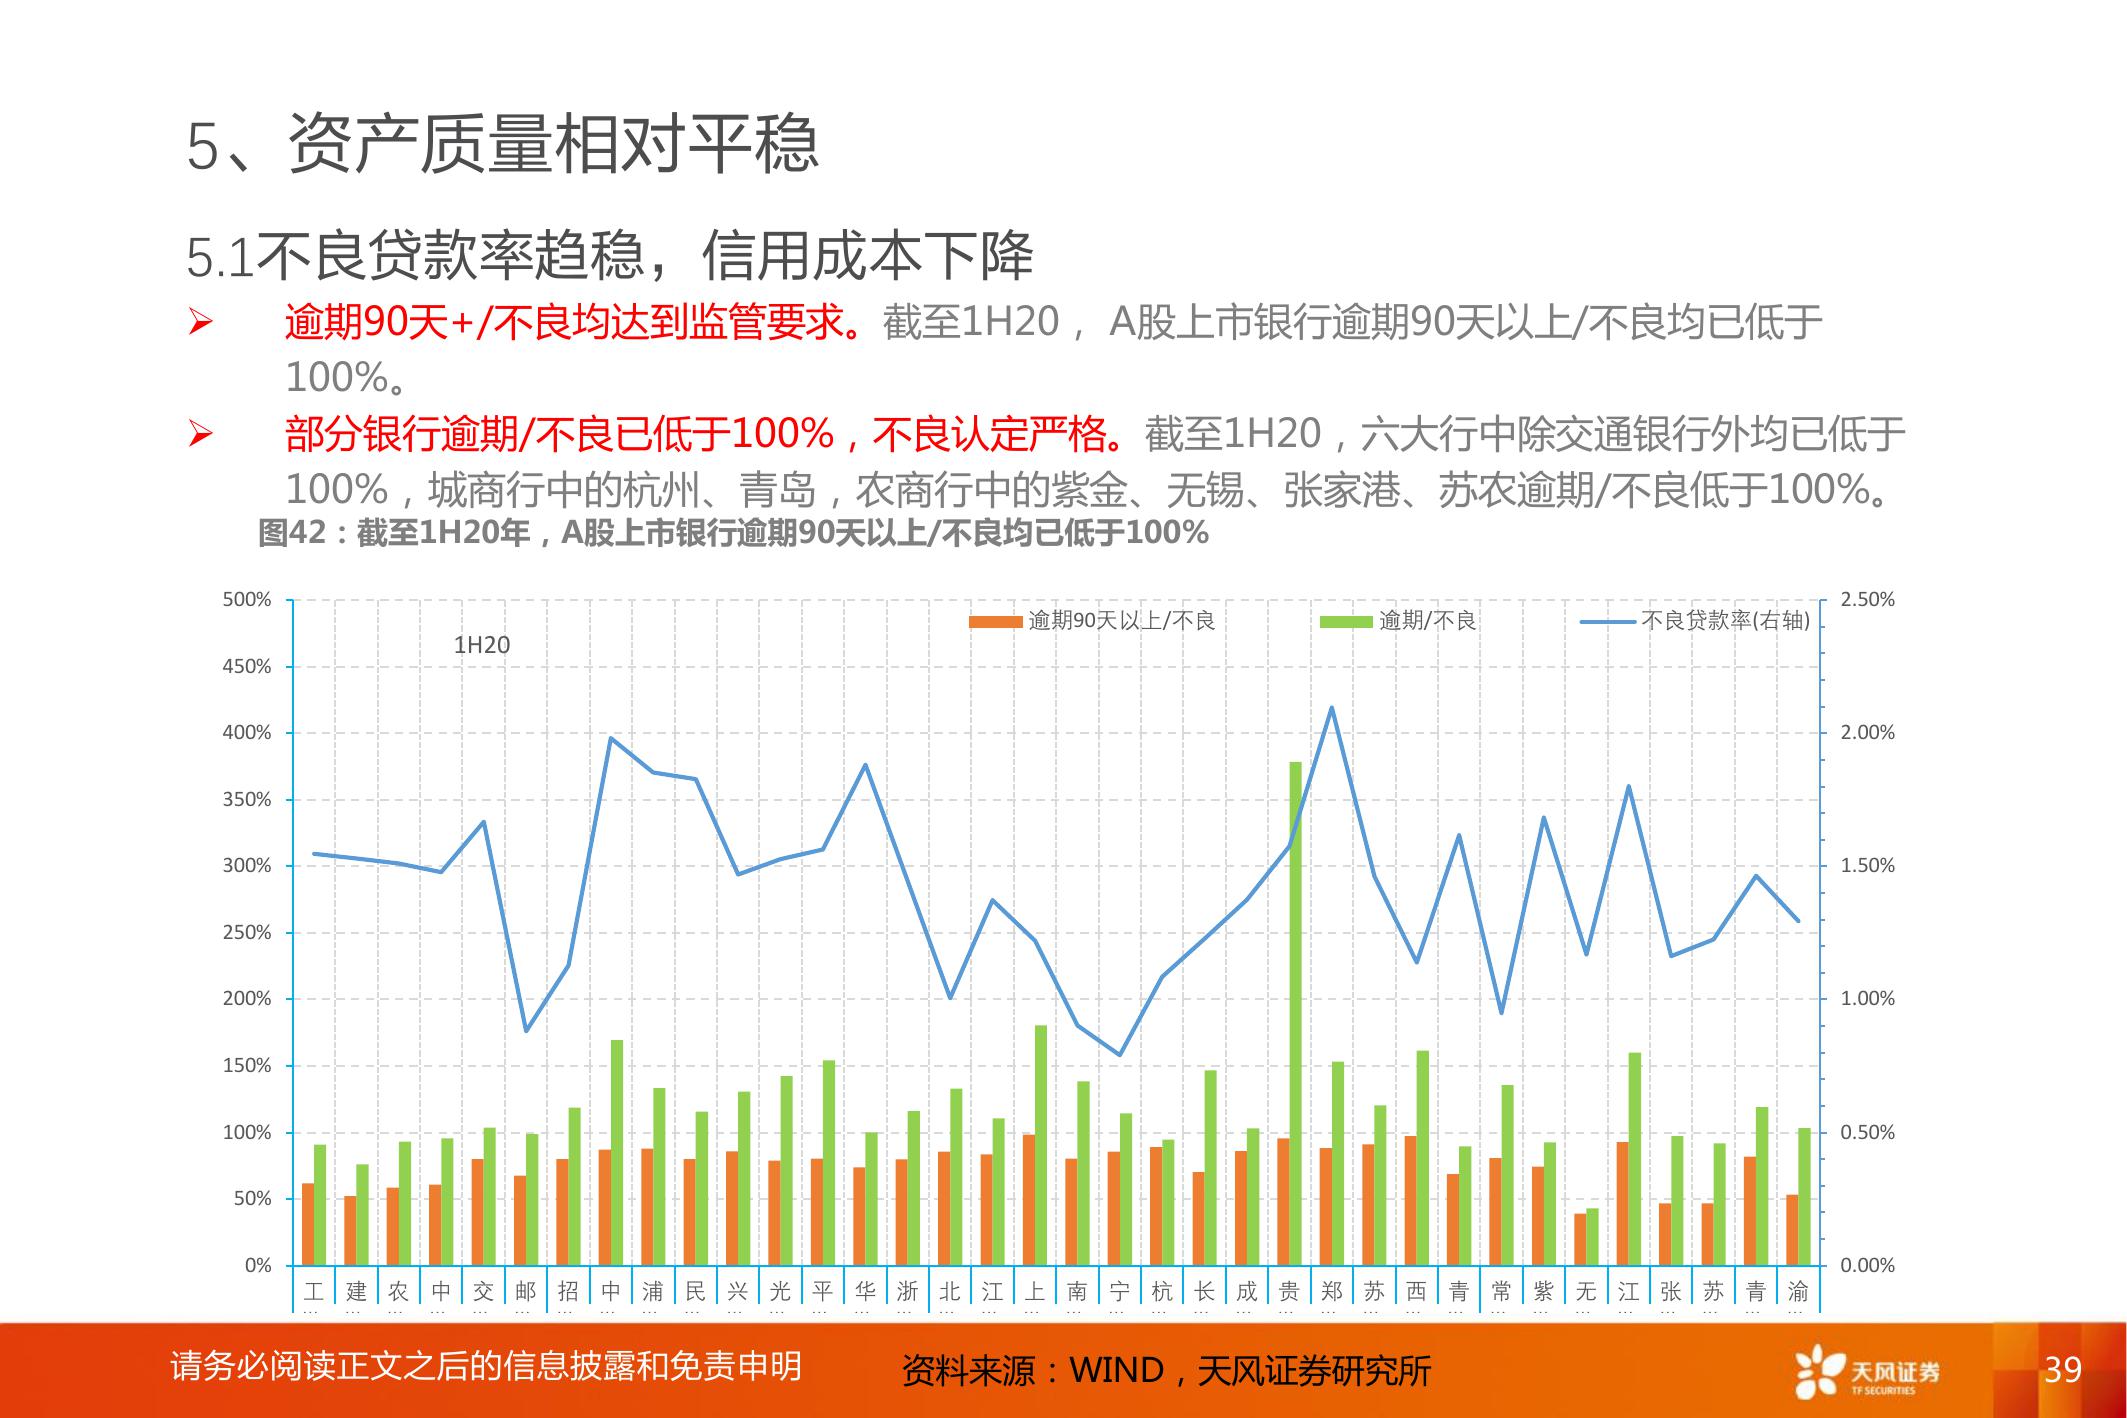 5、资产质量相对平稳
5.1不良贷款率趋稳，信用成本下降
➢ 逾期90天+/不良均达到监管要求。截至1H20，A股上市银行逾期90天以上/不良均已低于
100%。
➢ 部分银行逾期/不良已低于100%，不良认定严格。截至1H20，六大行中除交通银行外均已低于
100%，城商行中的杭州、青岛，农商行中的紫金、无锡、张家港、苏农逾期/不良低于100%。
图42：截至1H20年，A股上市银行逾期90天以上/不良均已低于100%
逾期90天以上/不良 逾期/不良 不良贷款率(右轴)
1H20
500%
450%
400%
350%
300%
250%
200%
150%
100%
50%
0%
2.50%
2.00%
1.50%
1.00%
0.50%
0.00%
工 建 农 中 交 邮 招 中 浦 民 兴 光 平 华 浙 北 江 上 南 宁 杭 长 成 贵 郑 苏 西 青 常 紫 无 江 张 苏 青 渝
请务必阅读正文之后的信息披露和免责申明
资料来源：WIND，天风证券研究所
天风证券
TF SECURITIES
39